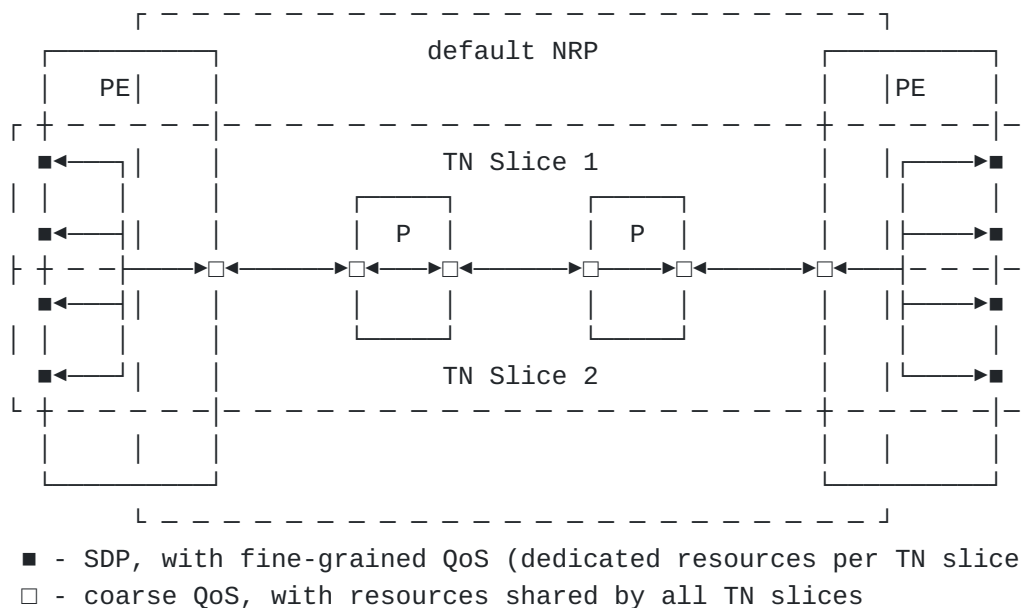 default NRP
PE PE
TN Slice 1
P P
TN Slice 2
■ - SDP, with fine-grained QoS (dedicated resources per TN slice
□ - coarse QoS, with resources shared by all TN slices